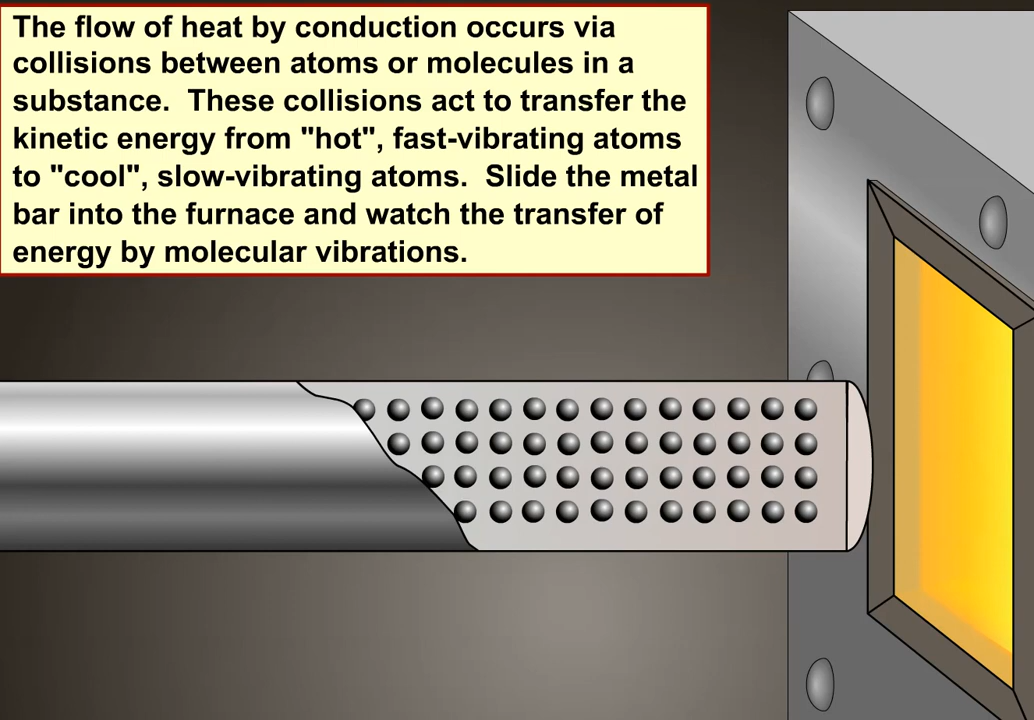 The flow of heat by conduction occurs via
collisions between atoms or molecules in a
substance.  These collisions act to transfer the
kinetic energy from "hot", fast-vibrating atoms
to "cool", slow-vibrating atoms.  Slide the metal
bar into the furnace and watch the transfer of
energy by molecular vibrations.